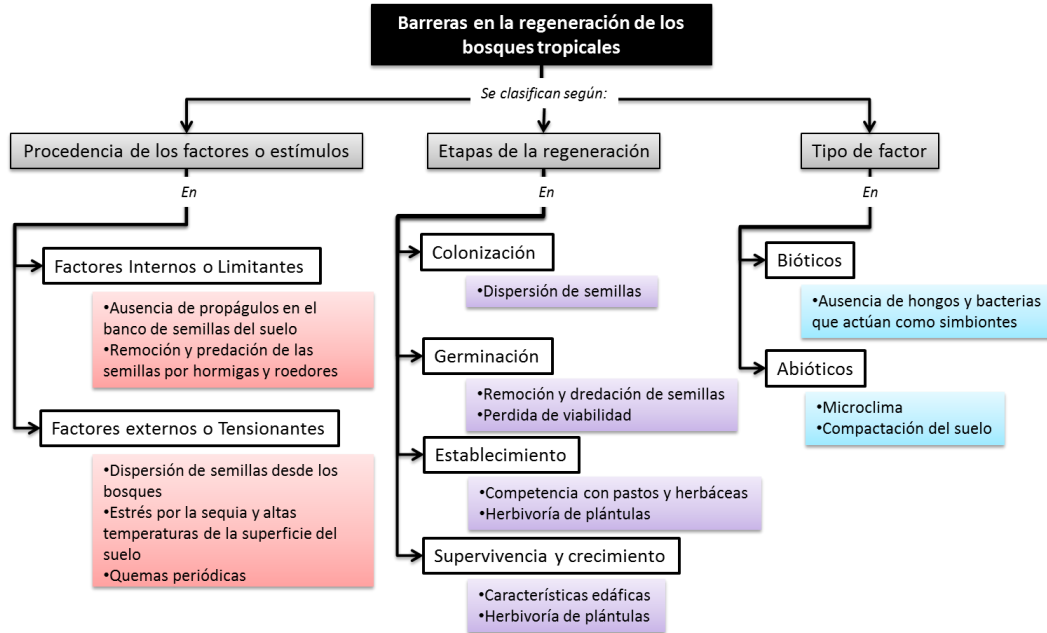 Barreras en la regeneración de los
bosques tropicales
Se clasifican según:
Procedencia de los factores o estímulos
En
Factores Internos o Limitantes
•Ausencia de propágulos en el
banco de semillas del suelo
•Remoción y predación de las
semillas por hormigas y roedores
Factores externos o Tensionantes
•Dispersión de semillas desde los
bosques
•Estrés por la sequia y altas
temperaturas de la superficie del
suelo
•Quemas periódicas
Etapas de la regeneración
En
Colonización
•Dispersión de semillas
Germinación
•Remoción y dredación de semillas
•Perdida de viabilidad
Establecimiento
•Competencia con pastos y herbáceas
•Herbivoría de plántulas
Supervivencia y crecimiento
•Características edáficas
•Herbivoría de plántulas
Tipo de factor
En
Bióticos
•Ausencia de hongos y bacterias
que actúan como simbiontes
Abióticos
•Microclima
•Compactación del suelo